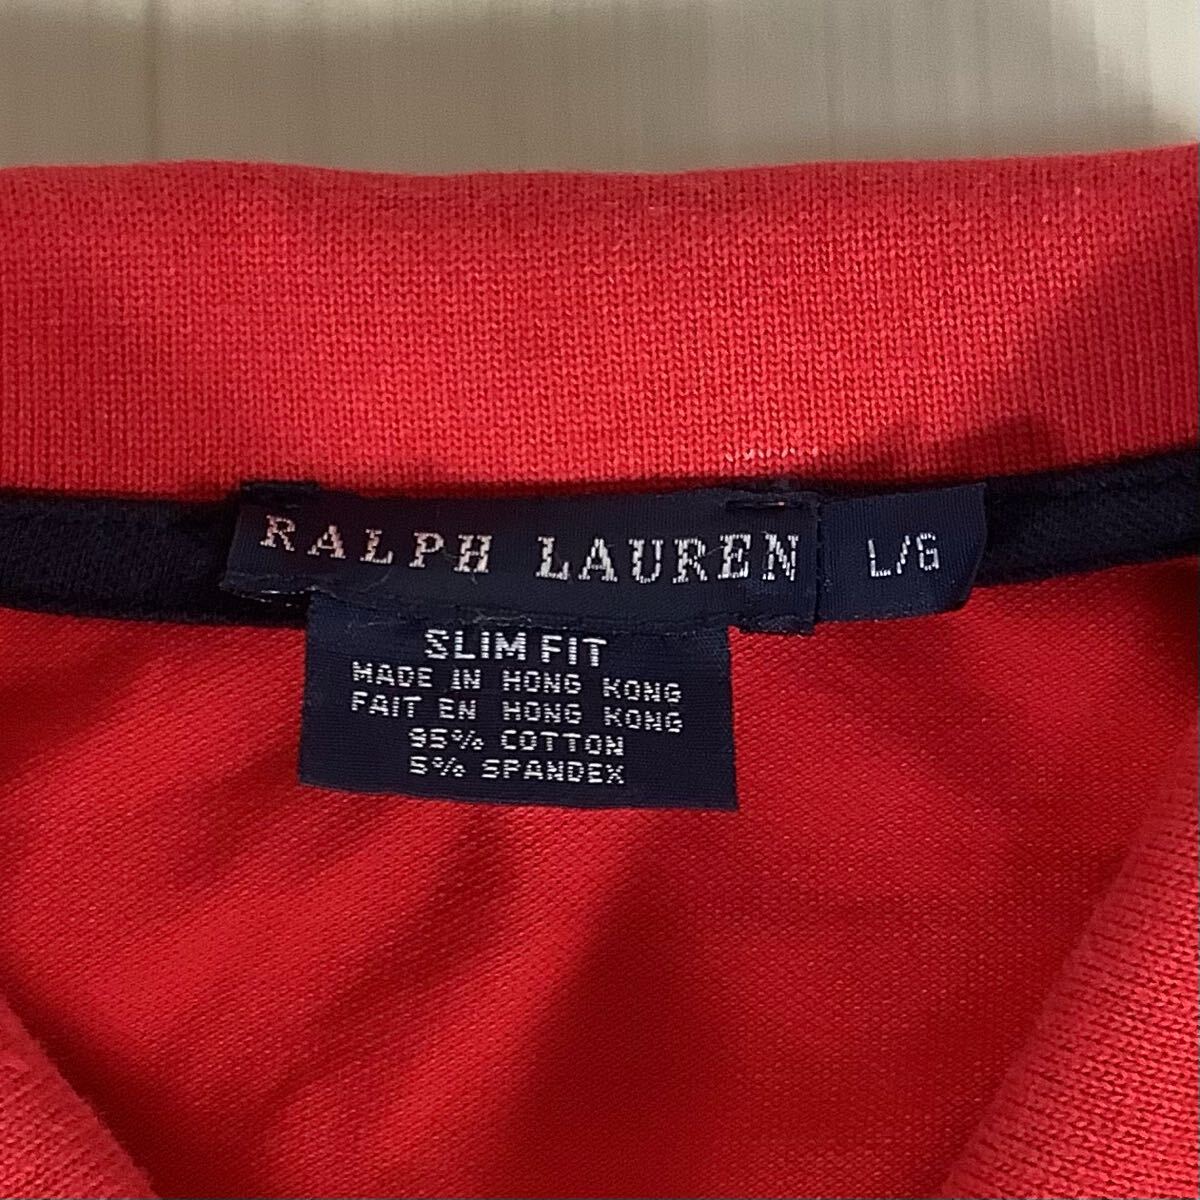 RALPH LAUREN L/G
SLIM FIT
MADE IN HONG KONG
FAIT EN HONG KONG
95% COTTON
5% SPANDEX